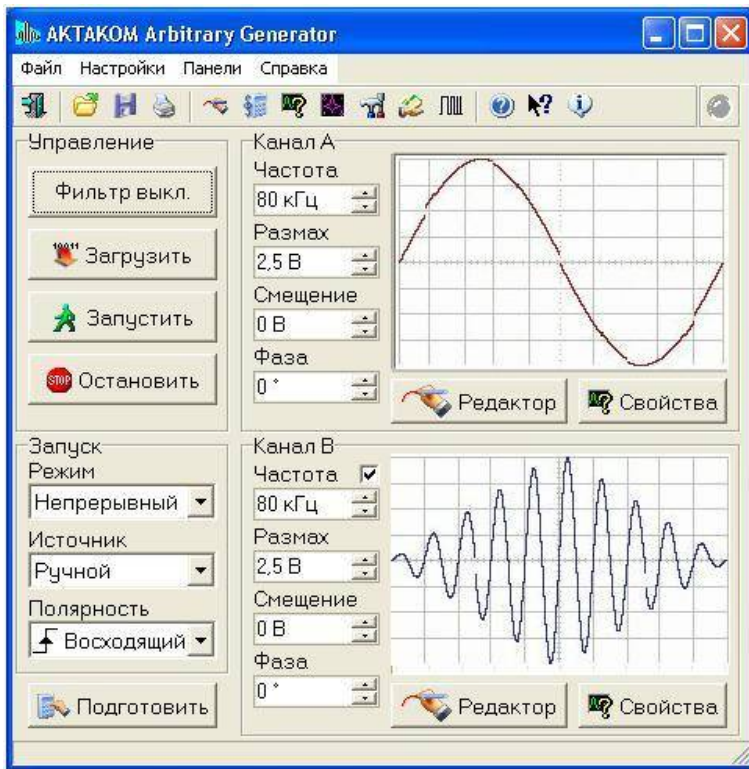 AKTAKOM Arbitrary Generator
Файл Настройки Панели Справка
Управление
Фильтр выкл.
Загрузить
Запустить
STOP Остановить
Запуск
Режим
Непрерывный
Источник
Ручной
Полярность
Восходящий
Подготовить
Канал A
Частота
80 кГц
Размах
2,5 В
Смещение
0 В
Фаза
0 °
Редактор
Свойства
Канал B
Частота
80 кГц
Размах
2,5 В
Смещение
0 В
Фаза
0 °
Редактор
Свойства